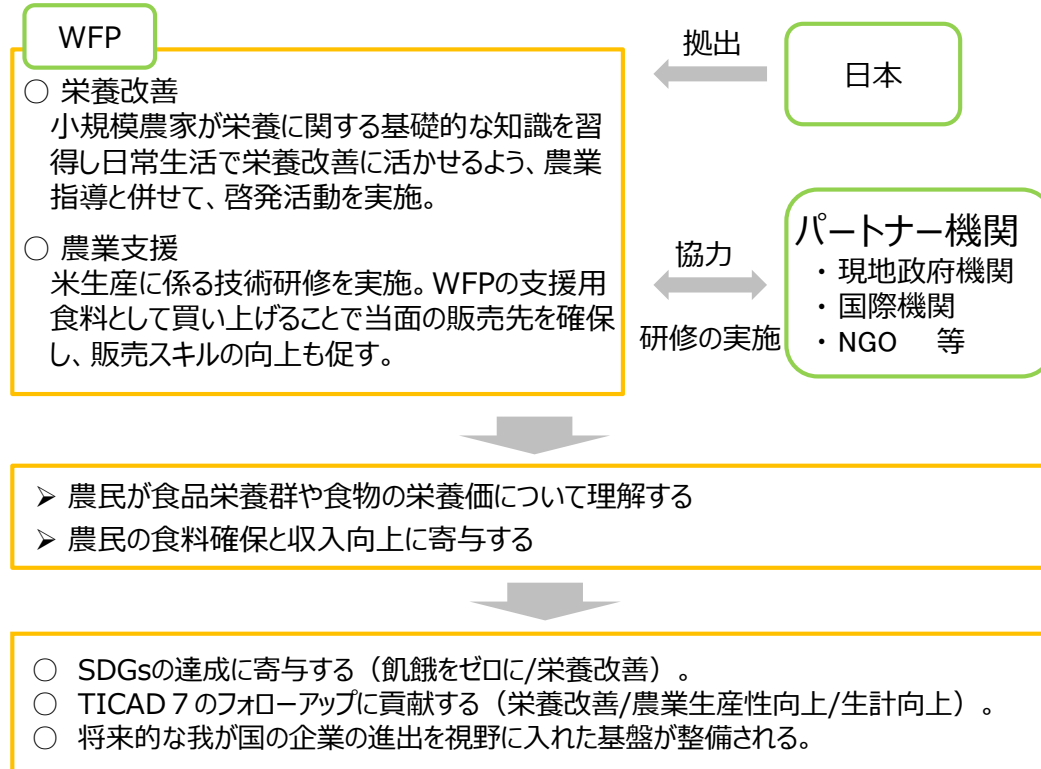 WFP
○ 栄養改善
小規模農家が栄養に関する基礎的な知識を習
得し日常生活で栄養改善に活かせるよう、農業
指導と併せて、啓発活動を実施。
○ 農業支援
米生産に係る技術研修を実施。WFPの支援用
食料として買い上げることで当面の販売先を確保
し、販売スキルの向上も促す。
拠出
日本
協力
研修の実施
パートナー機関
・ 現地政府機関
・ 国際機関
・ NGO 等
➢ 農民が食品栄養群や食物の栄養価について理解する
➢ 農民の食料確保と収入向上に寄与する
○ SDGsの達成に寄与する（飢餓をゼロに/栄養改善）。
○ TICAD７のフォローアップに貢献する（栄養改善/農業生産性向上/生計向上）。
○ 将来的な我が国の企業の進出を視野に入れた基盤が整備される。